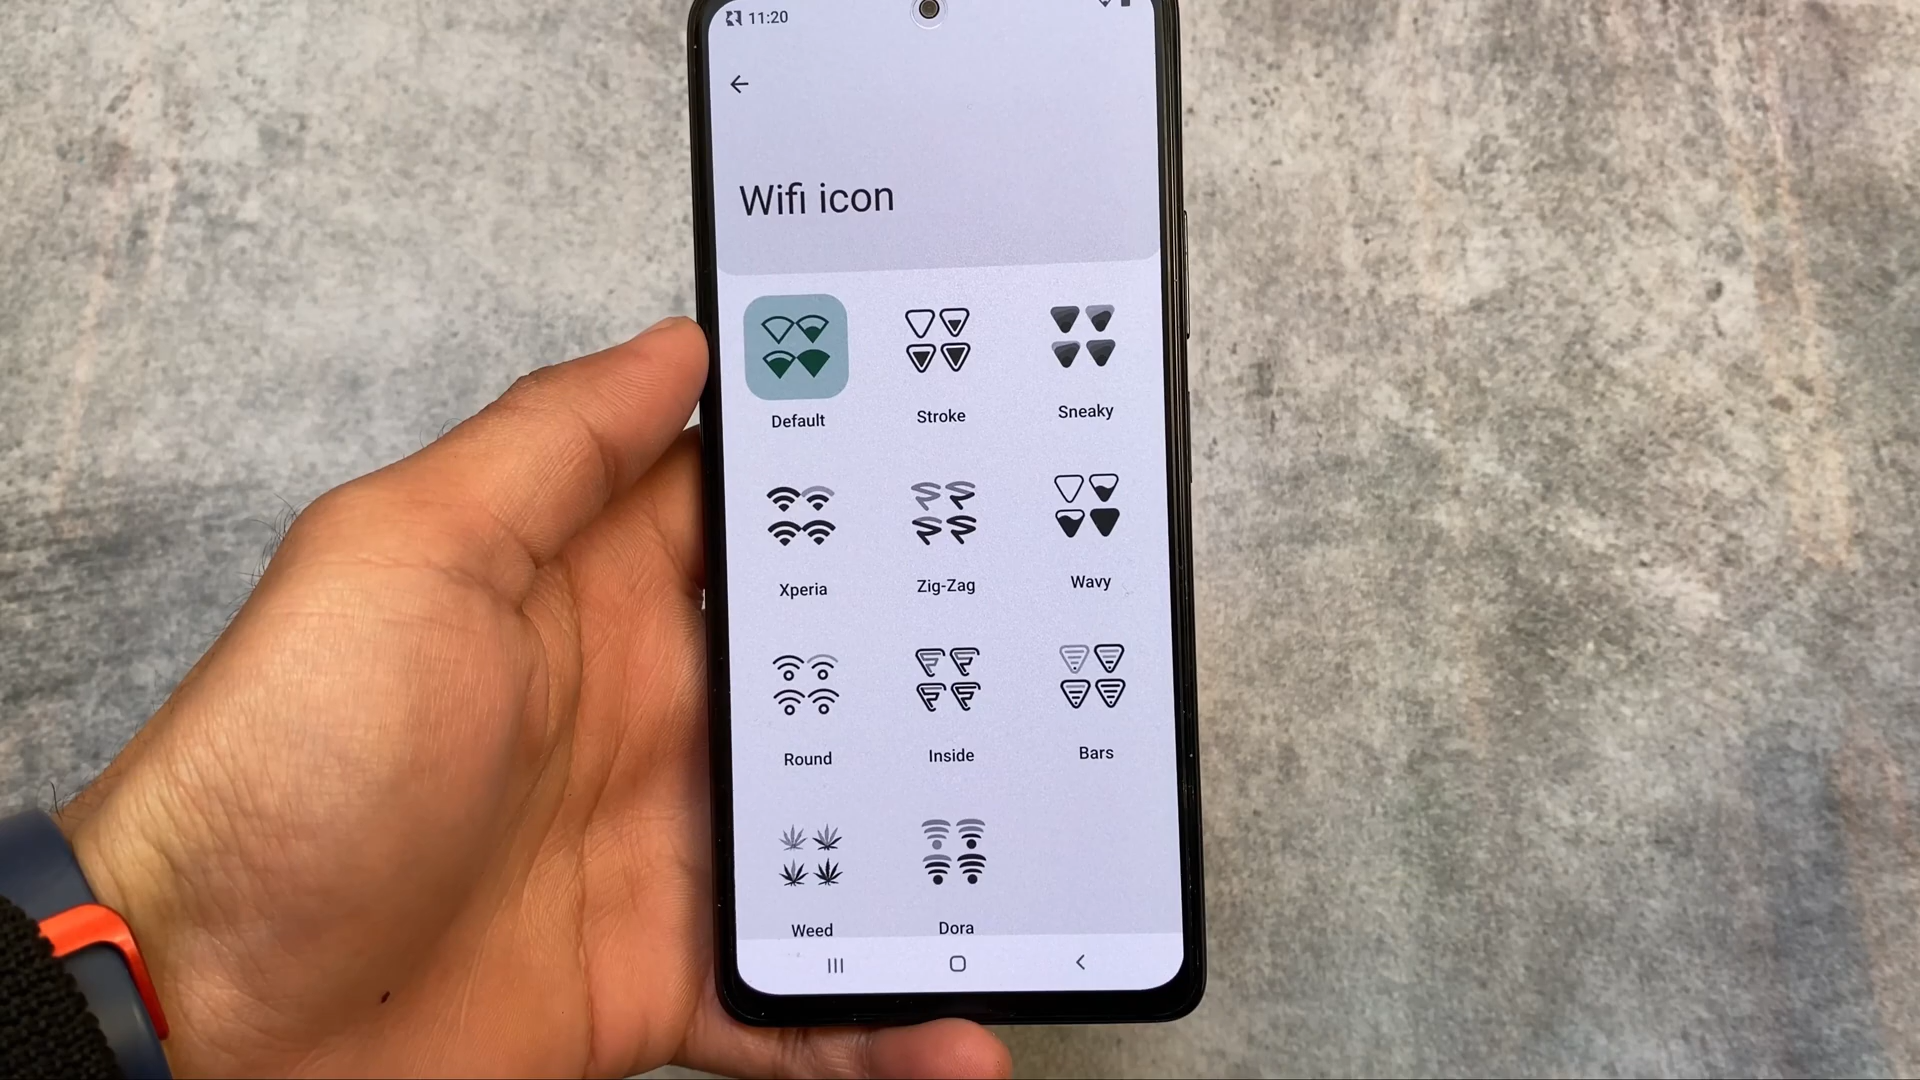 11:20
Wifi icon
Default
Stroke
Sneaky
Xperia
Zig-Zag
Wavy
Round
Inside
Bars
Weed
Dora